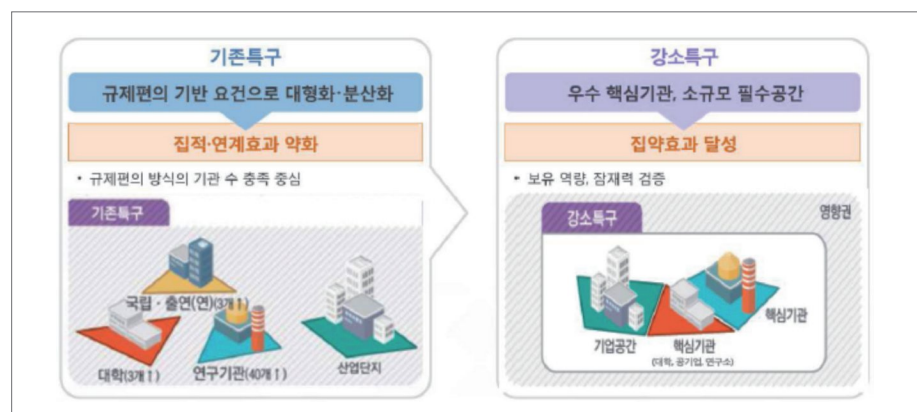 기존특구
규제편의 기반 요건으로 대형화·분산화
집적·연계효과 약화
• 규제편의 방식의 기관 수 충족 중심
기존특구
국립·출연(연)(3개↑)
대학(3개↑)
연구기관(40개↑)
산업단지
강소특구
우수 핵심기관, 소규모 필수공간
집약효과 달성
• 보유 역량, 잠재력 검증
영향권
강소특구
기업공간
핵심기관
(대학, 공기업, 연구소)
핵심기관